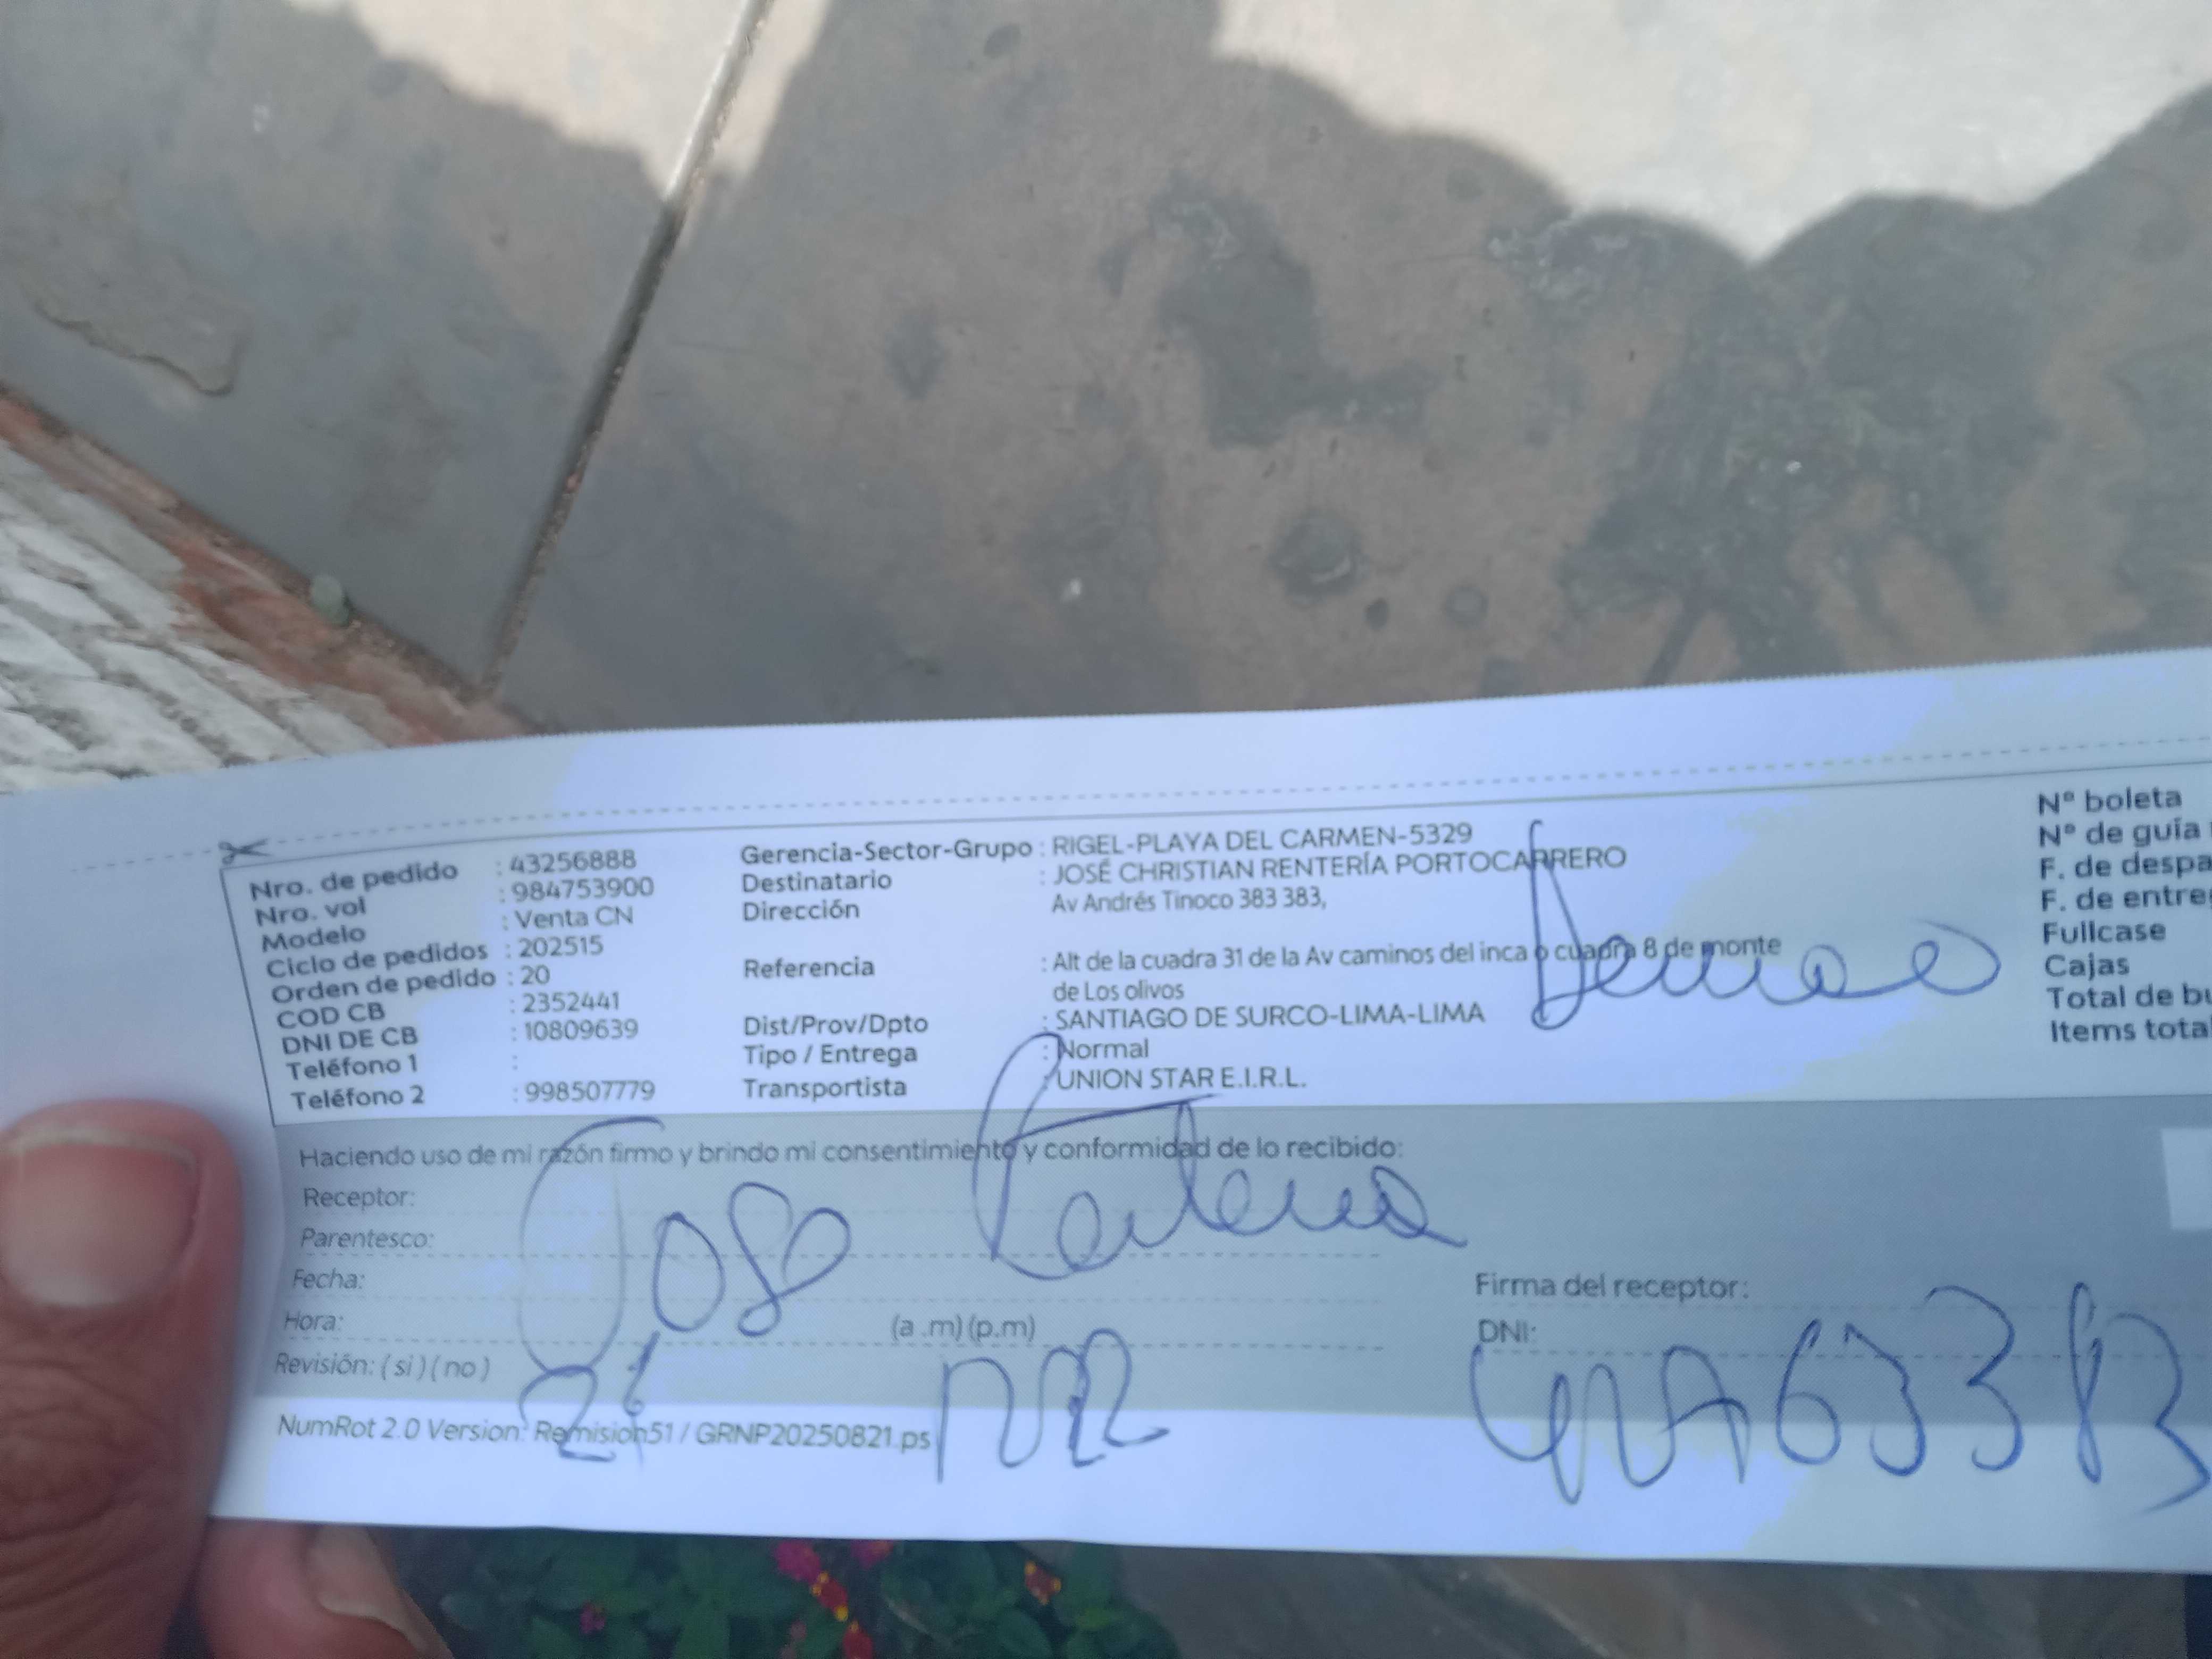 Nro. de pedido : 43256888
Nro. vol : 984753900
Modelo : Venta CN
Ciclo de pedidos : 202515
Orden de pedido : 20
COD CB : 2352441
DNI DE CB : 10809639
Teléfono 1 :
Teléfono 2 : 998507779
Gerencia-Sector-Grupo : RIGEL-PLAYA DEL CARMEN-5329
Destinatario : JOSÉ CHRISTIAN RENTERÍA PORTOCARRERO
Dirección Av Andrés Tinoco 383 383,
Referencia : Alt de la cuadra 31 de la Av caminos del inca o cuadra 8 de monte
de Los olivos
Dist/Prov/Dpto : SANTIAGO DE SURCO-LIMA-LIMA
Tipo / Entrega : Normal
Transportista : UNION STAR E.I.R.L.
Nº boleta
Nº de guía
F. de despa
F. de entre
Fullcase
Cajas
Total de bu
Items total
Haciendo uso de mi razón firmo y brindo mi consentimiento y conformidad de lo recibido:
Receptor:
Parentesco:
Fecha:
Hora: (a .m) (p.m)
Revisión: ( si ) ( no )
Firma del receptor:
DNI:
NumRot 2.0 Version: Remision51 / GRNP20250821.ps